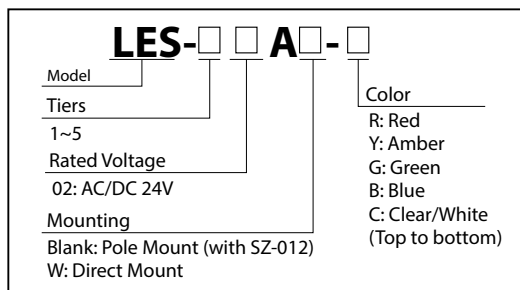 LES-□ □ A□-□
Model
Tiers
1~5
Rated Voltage
02: AC/DC 24V
Mounting
Blank: Pole Mount (with SZ-012)
W: Direct Mount
Color
R: Red
Y: Amber
G: Green
B: Blue
C: Clear/White
(Top to bottom)